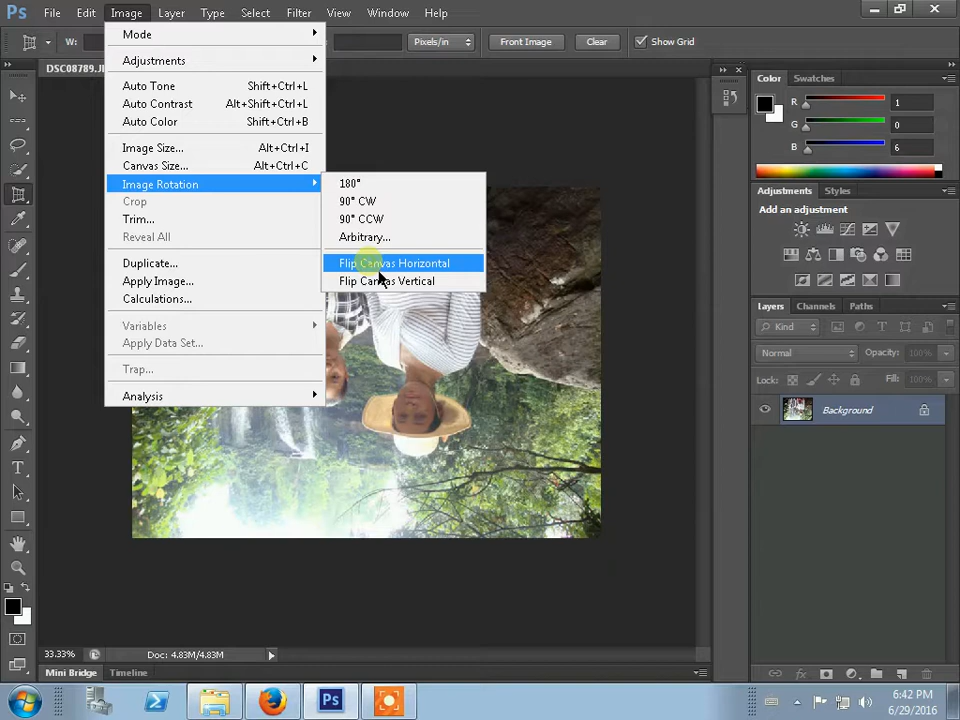 Ps File Edit Image Layer Type Select Filter View Window Help
W: Pixels/in Front Image Clear Show Grid
DSC08789.J
Mode
Adjustments
Auto Tone Shift+Ctrl+L
Auto Contrast Alt+Shift+Ctrl+L
Auto Color Shift+Ctrl+B
Image Size... Alt+Ctrl+I
Canvas Size... Alt+Ctrl+C
Image Rotation
Crop
Trim...
Reveal All
Duplicate...
Apply Image...
Calculations...
Variables
Apply Data Set...
Trap...
Analysis
180°
90° CW
90° CCW
Arbitrary...
Flip Canvas Horizontal
Flip Canvas Vertical
Color Swatches
R 1
G 0
B 6
Adjustments Styles
Add an adjustment
Layers Channels Paths
Kind
Normal Opacity: 100%
Lock: Fill: 100%
Background
33.33% Doc: 4.83M/4.83M
Mini Bridge Timeline
Ps
6:42 PM
6/29/2016